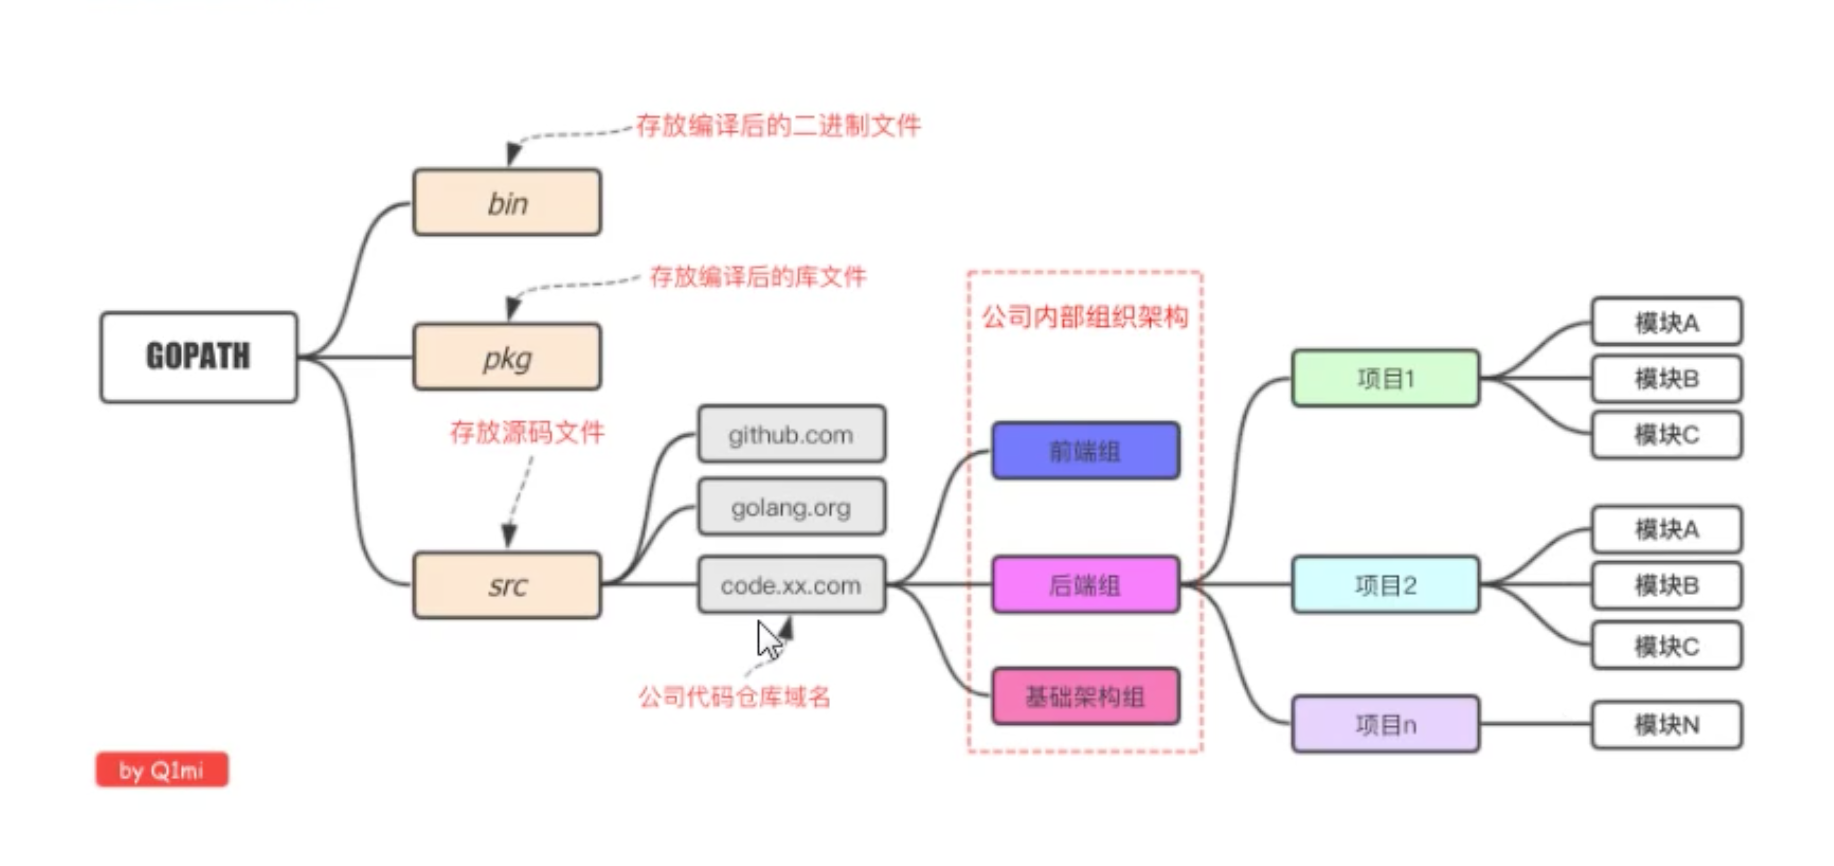 存放编译后的二进制文件
bin
存放编译后的库文件
pkg
GOPATH
存放源码文件
src
github.com
golang.org
code.xx.com
公司代码仓库域名
公司内部组织架构
前端组
后端组
基础架构组
项目1
模块A
模块B
模块C
项目2
模块A
模块B
模块C
项目n
模块N
by Q1mi